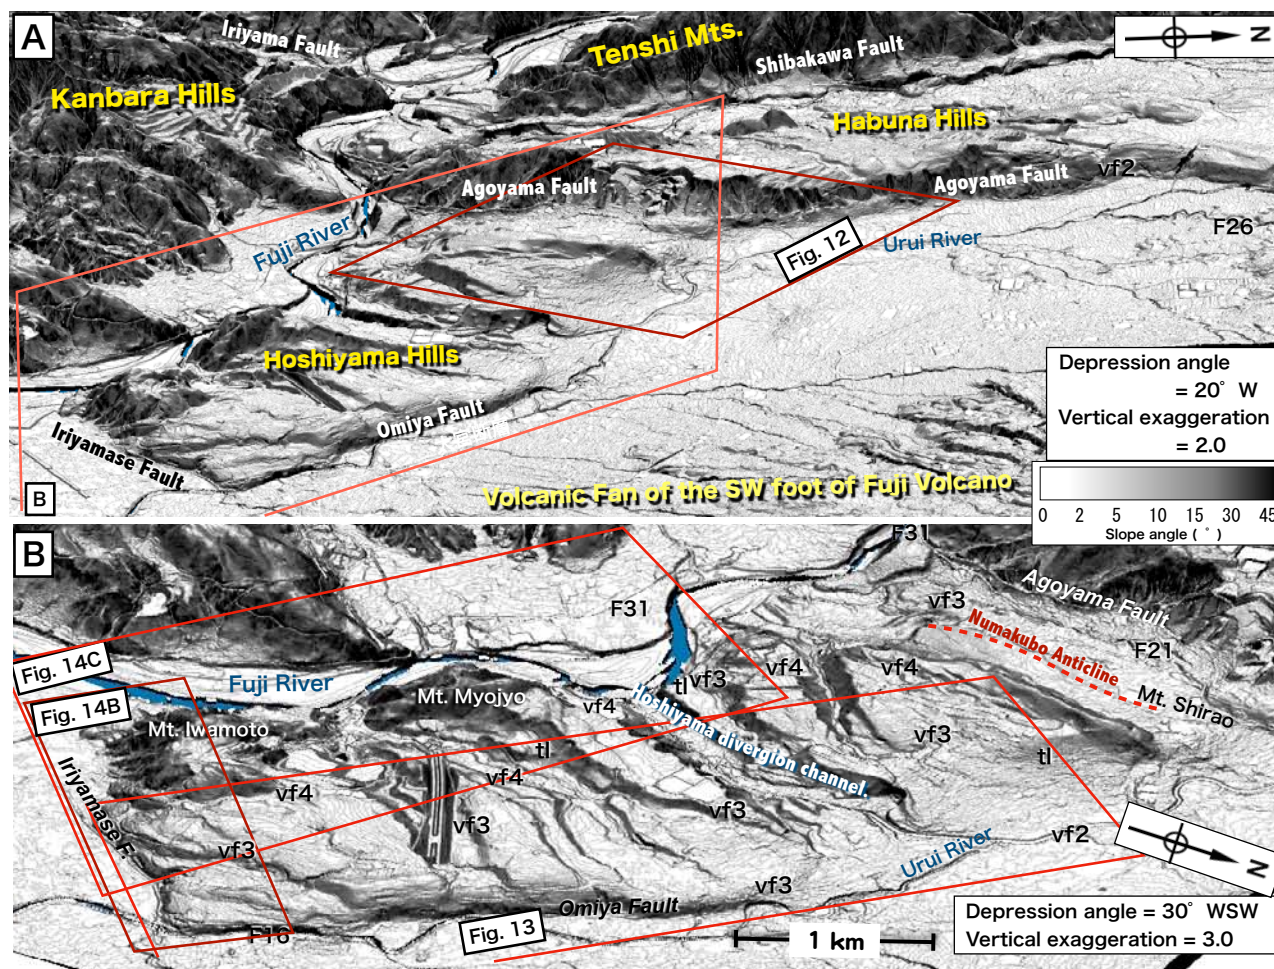 A
Iriyama Fault
Tenshi Mts.
Shibakawa Fault
N
Kanbara Hills
Habuna Hills
Agoyama Fault
Agoyama Fault
vf2
Fuji River
Fig. 12
Urui River
F26
Hoshiyama Hills
Omiya Fault
Iriyamase Fault
B
Volcanic Fan of the SW foot of Fuji Volcano
Depression angle
= 20° W
Vertical exaggeration
= 2.0
0 2 5 10 15 30 45
Slope angle ( ° )
B
F31
Agoyama Fault
F31
vf3
Numakubo Anticline
F21
Fig. 14C
Fuji River
Mt. Myojyo
tl
vf3
vf4
vf4
Mt. Shirao
Fig. 14B
Mt. Iwamoto
vf4
Hoshiyama divergion channel.
vf3
tl
tl
Iriyamase F.
vf4
vf4
vf3
vf3
vf3
Urui River
vf2
N
vf3
Omiya Fault
F16
Fig. 13
1 km
Depression angle = 30° WSW
Vertical exaggeration = 3.0